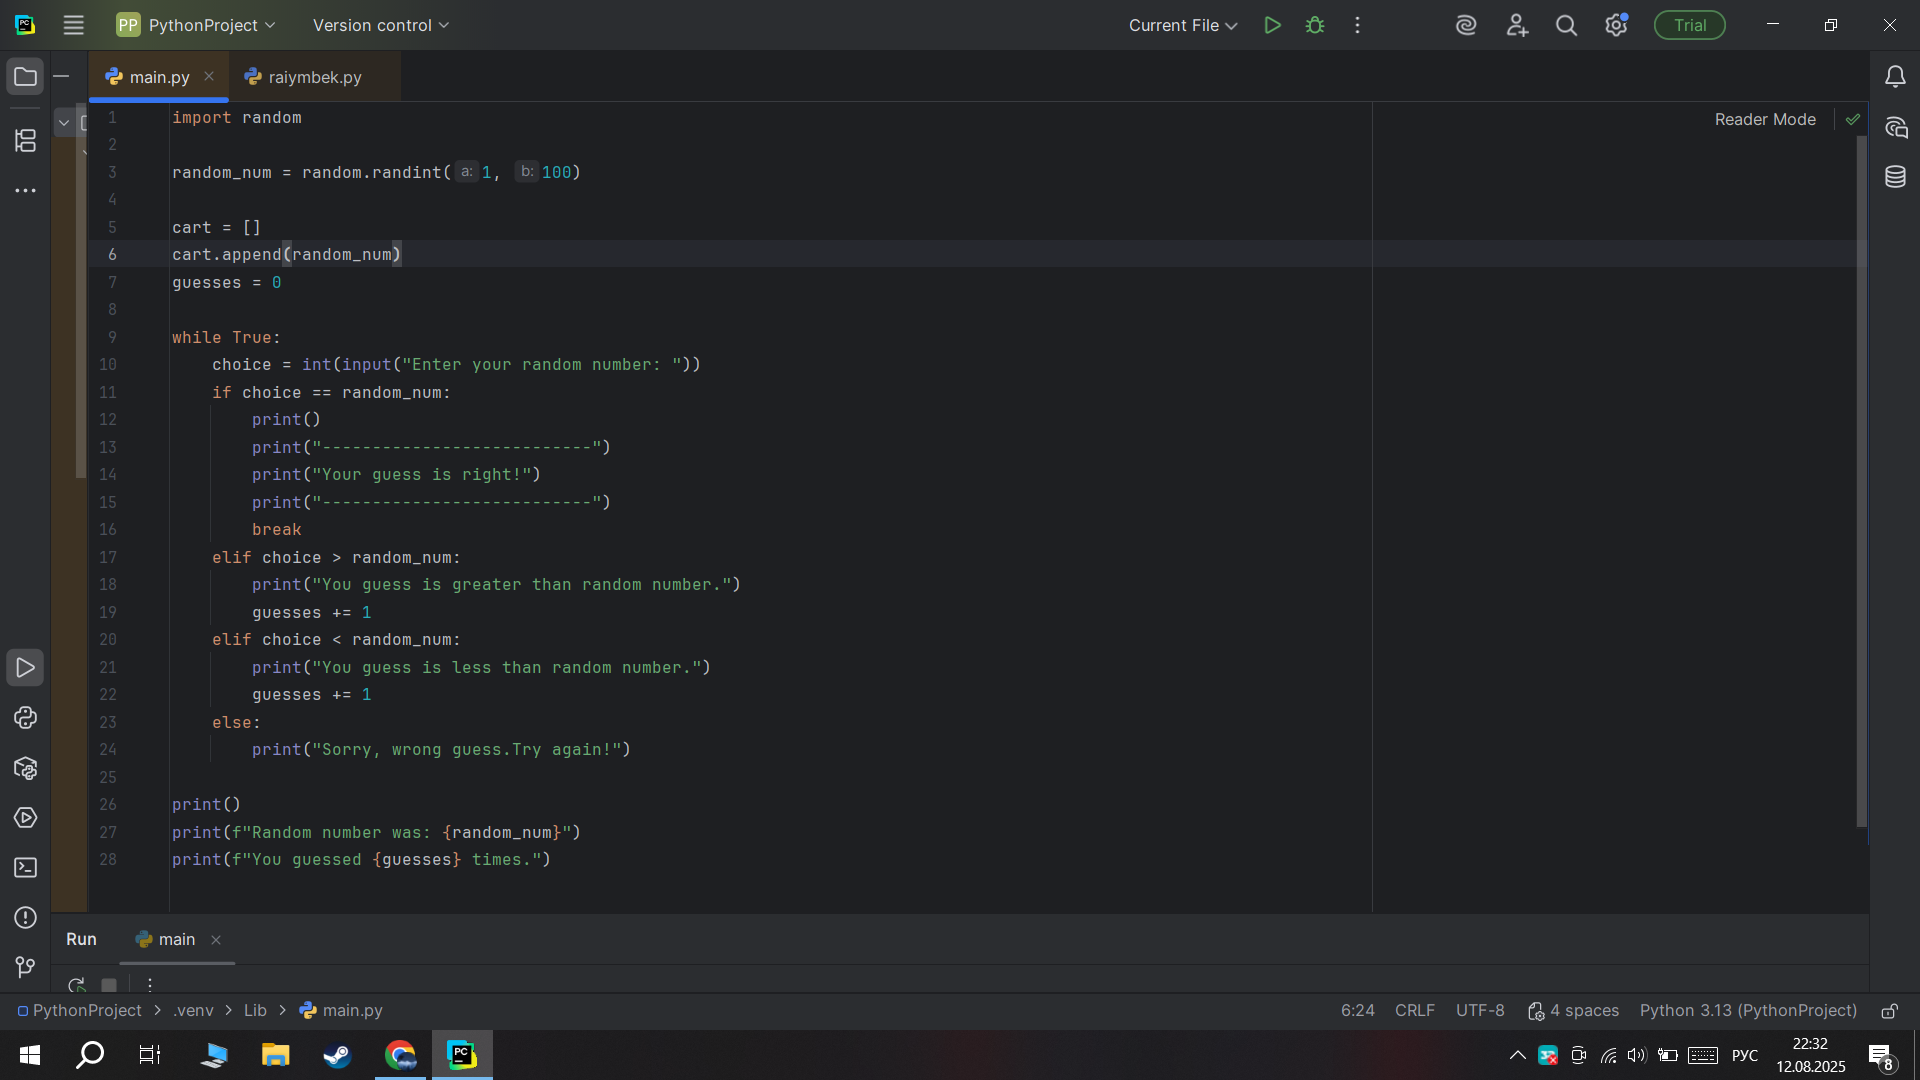 PC
PP PythonProject Version control Current File Trial
main.py raiymbek.py
Reader Mode
1 import random
2
3 random_num = random.randint( a: 1, b: 100)
4
5 cart = []
6 cart.append(random_num)
7 guesses = 0
8
9 while True:
10 choice = int(input("Enter your random number: "))
11 if choice == random_num:
12 print()
13 print("---------------------------")
14 print("Your guess is right!")
15 print("---------------------------")
16 break
17 elif choice > random_num:
18 print("You guess is greater than random number.")
19 guesses += 1
20 elif choice < random_num:
21 print("You guess is less than random number.")
22 guesses += 1
23 else:
24 print("Sorry, wrong guess.Try again!")
25
26 print()
27 print(f"Random number was: {random_num}")
28 print(f"You guessed {guesses} times.")
Run main
PythonProject > .venv > Lib > main.py 6:24 CRLF UTF-8 4 spaces Python 3.13 (PythonProject)
PC РУС 22:32
12.08.2025 8